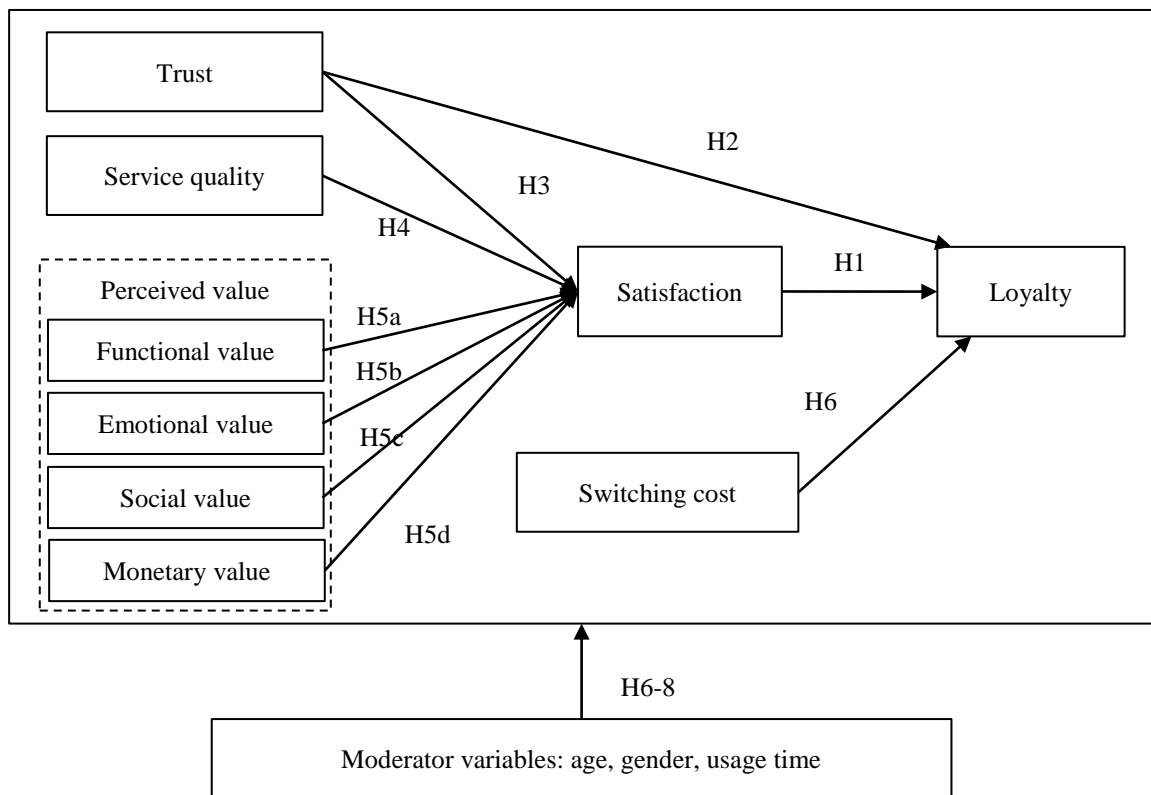 Trust
H2
Service quality
H3
H4
Perceived value
Satisfaction
H1
Loyalty
Functional value
H5a
Emotional value
H5b
H5c
H6
Social value
Switching cost
H5d
Monetary value
H6-8
Moderator variables: age, gender, usage time